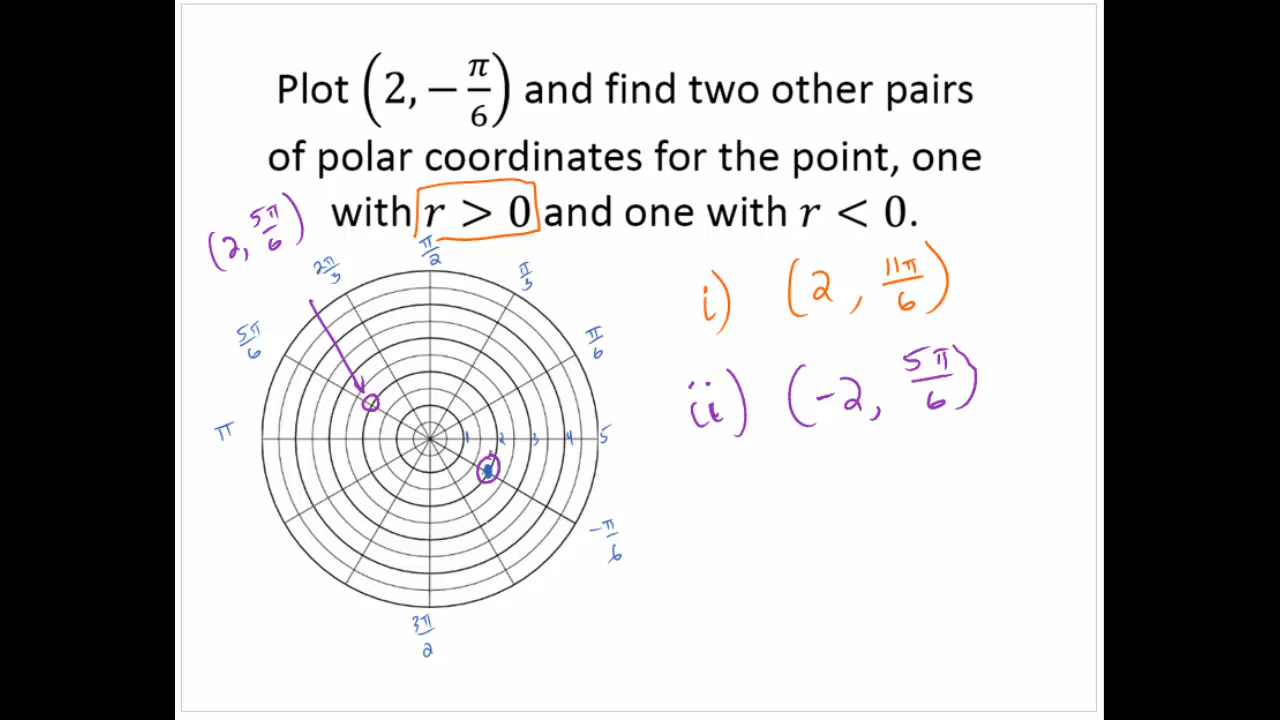 Plot (2, −π/6) and find two other pairs
of polar coordinates for the point, one
with r > 0 and one with r < 0.
(2, 5π/6)
i) (2, 11π/6)
ii) (-2, 5π/6)
π/2
2π/3
π/3
5π/6
π/6
π
1 2 3 4 5
-π/6
3π/2